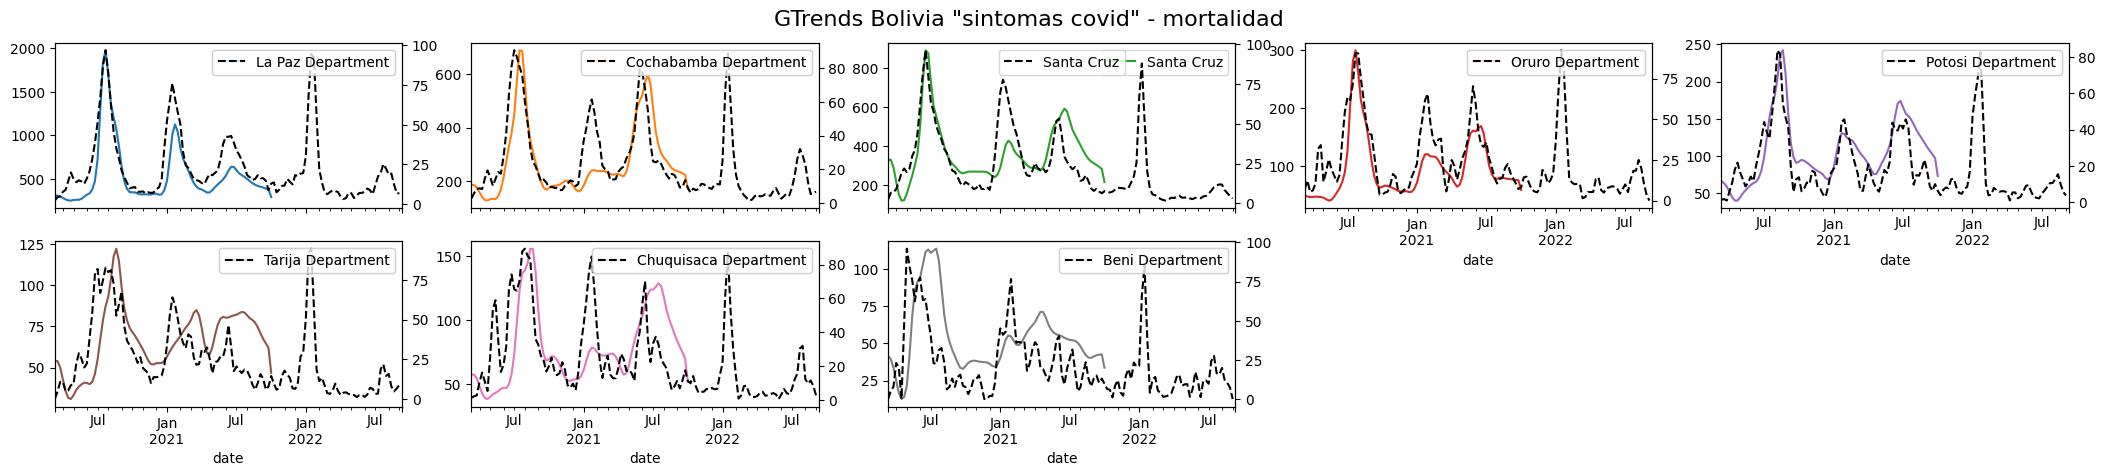 GTrends Bolivia "sintomas covid" - mortalidad
2000
1500
1000
500
100
75
50
25
0
La Paz Department
600
400
200
80
60
40
20
0
Cochabamba Department
800
600
400
200
100
80
60
40
20
0
Santa Cruz
Santa Cruz
300
200
100
75
50
25
0
Oruro Department
Jul
Jan
2021
Jul
Jan
2022
Jul
date
250
200
150
100
50
80
60
40
20
0
Potosi Department
Jul
Jan
2021
Jul
Jan
2022
Jul
date
125
100
75
50
75
50
25
0
Tarija Department
Jul
Jan
2021
Jul
Jan
2022
Jul
date
150
100
50
80
60
40
20
0
Chuquisaca Department
Jul
Jan
2021
Jul
Jan
2022
Jul
date
100
75
50
25
100
75
50
25
0
Beni Department
Jul
Jan
2021
Jul
Jan
2022
Jul
date